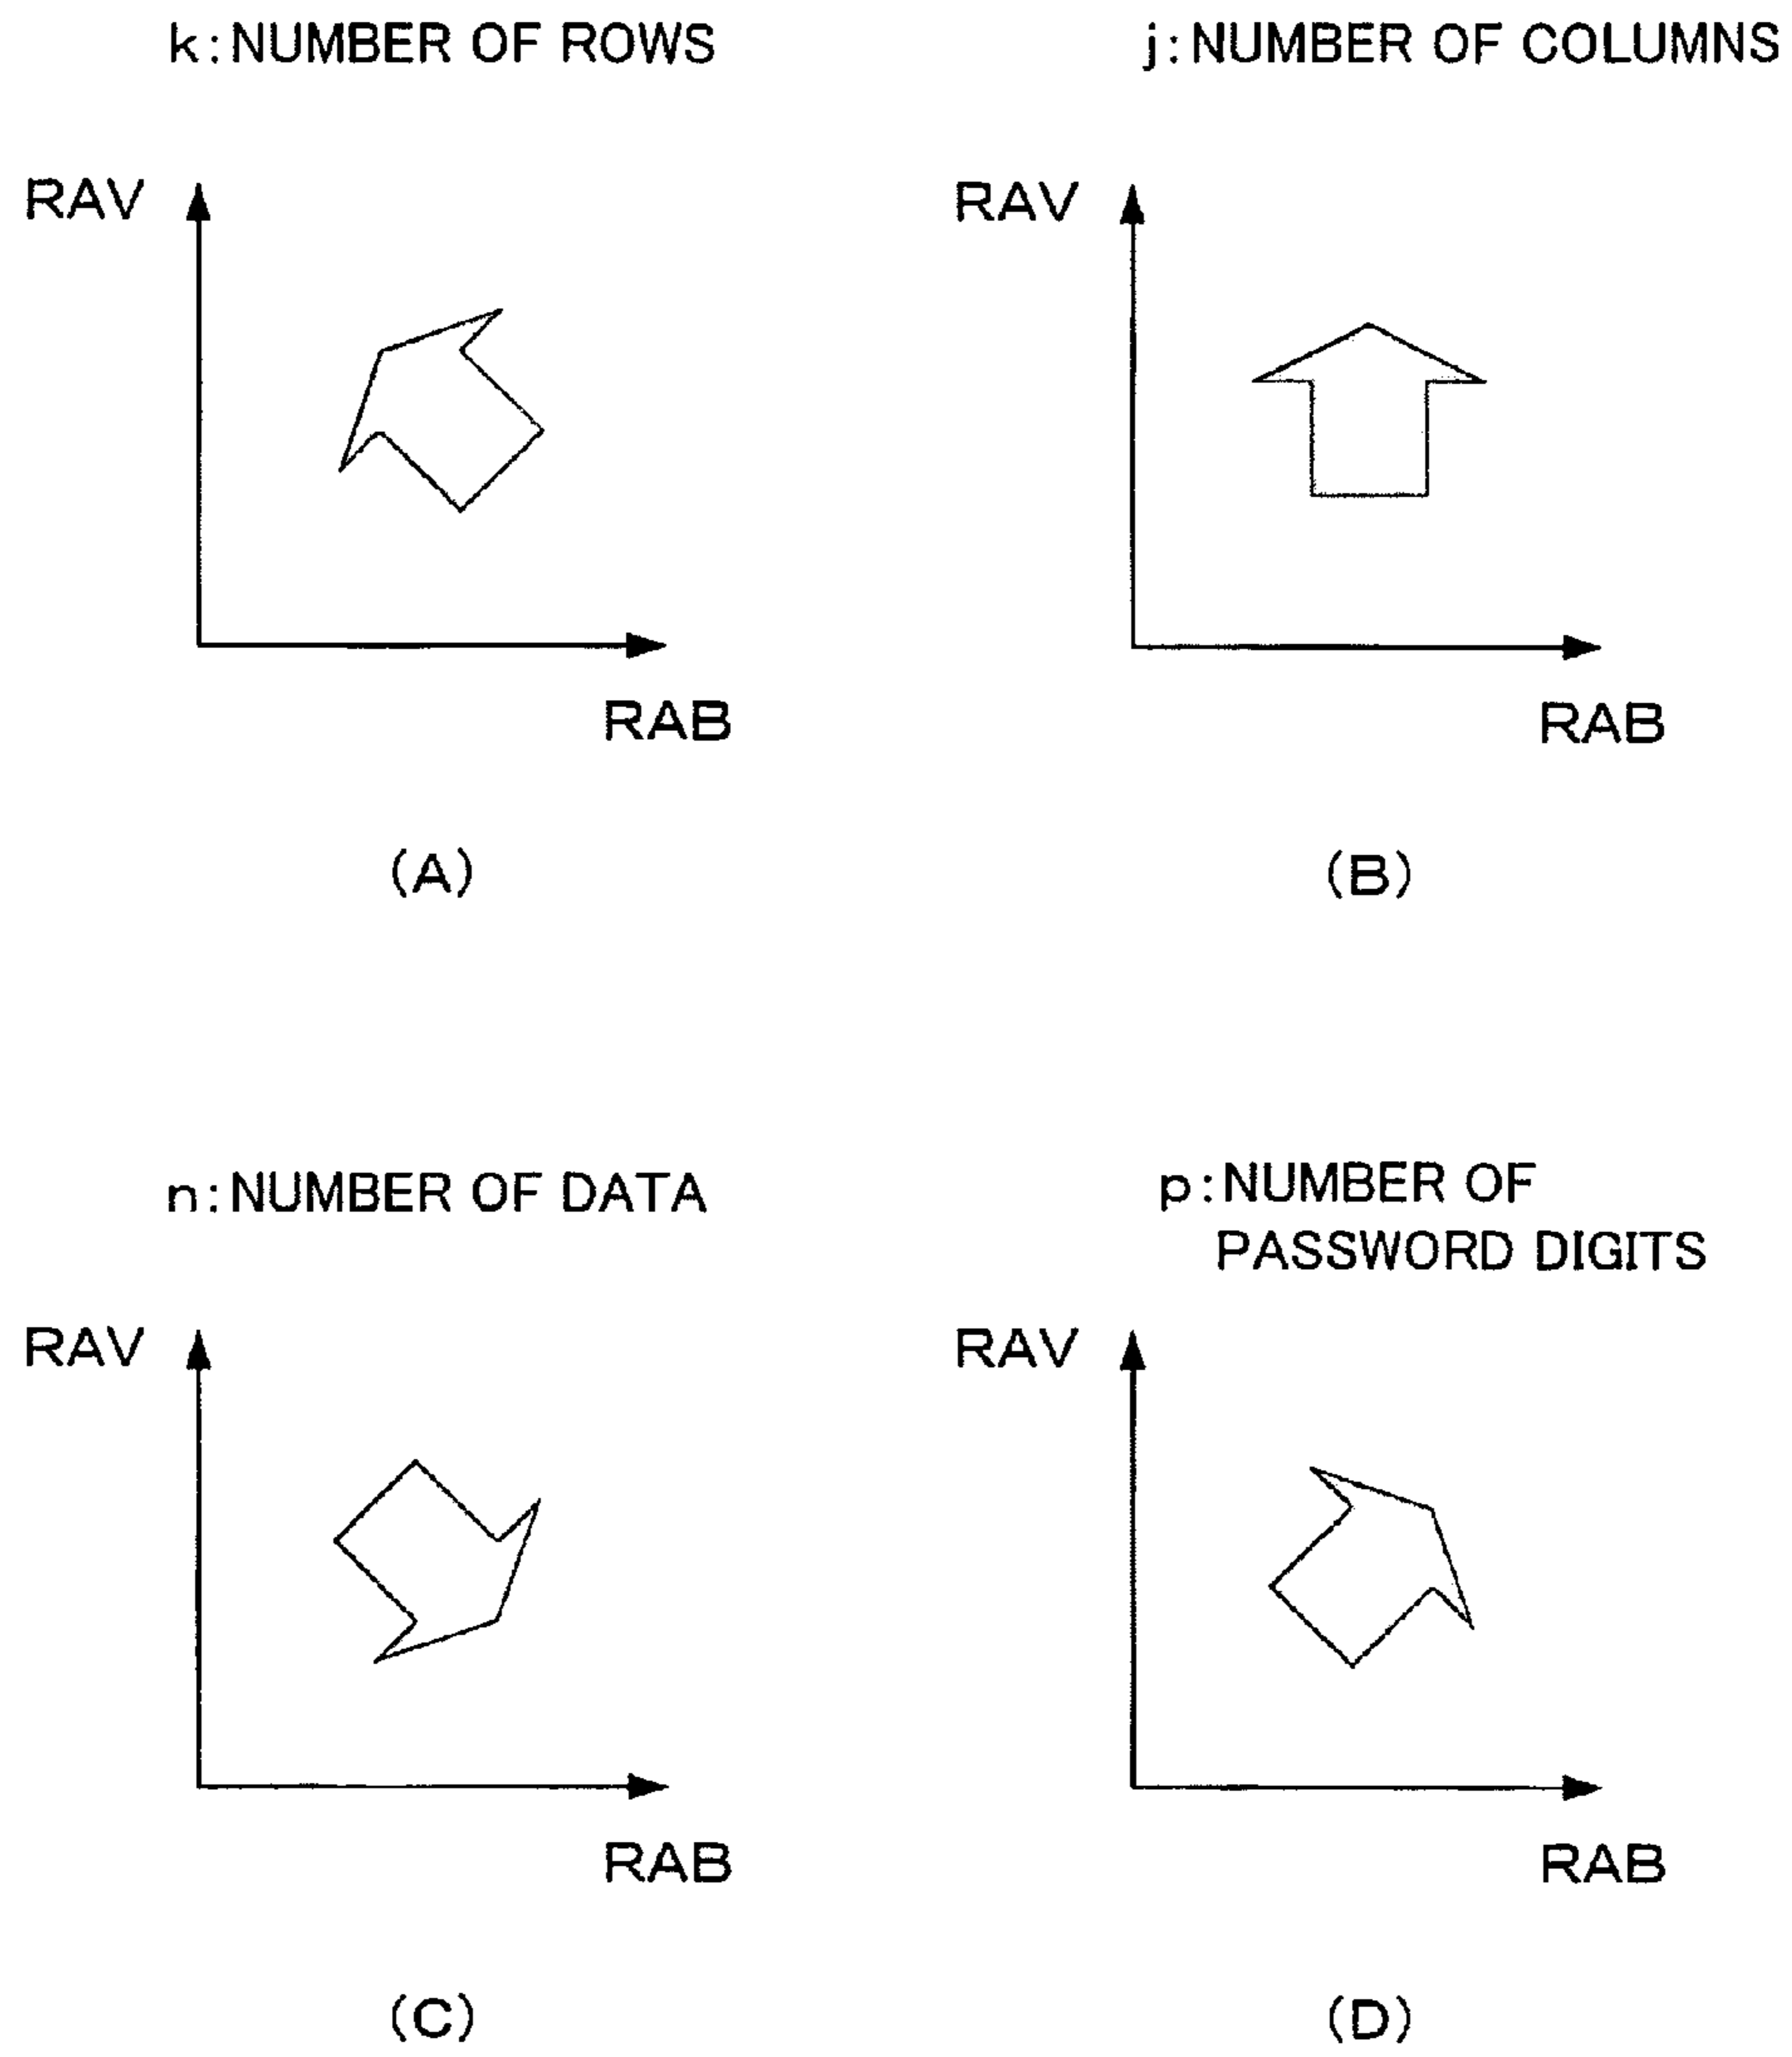 k:NUMBER OF ROWS
RAV
RAB
(A)
j:NUMBER OF COLUMNS
RAV
RAB
(B)
n:NUMBER OF DATA
RAV
RAB
(C)
p:NUMBER OF
PASSWORD DIGITS
RAV
RAB
(D)